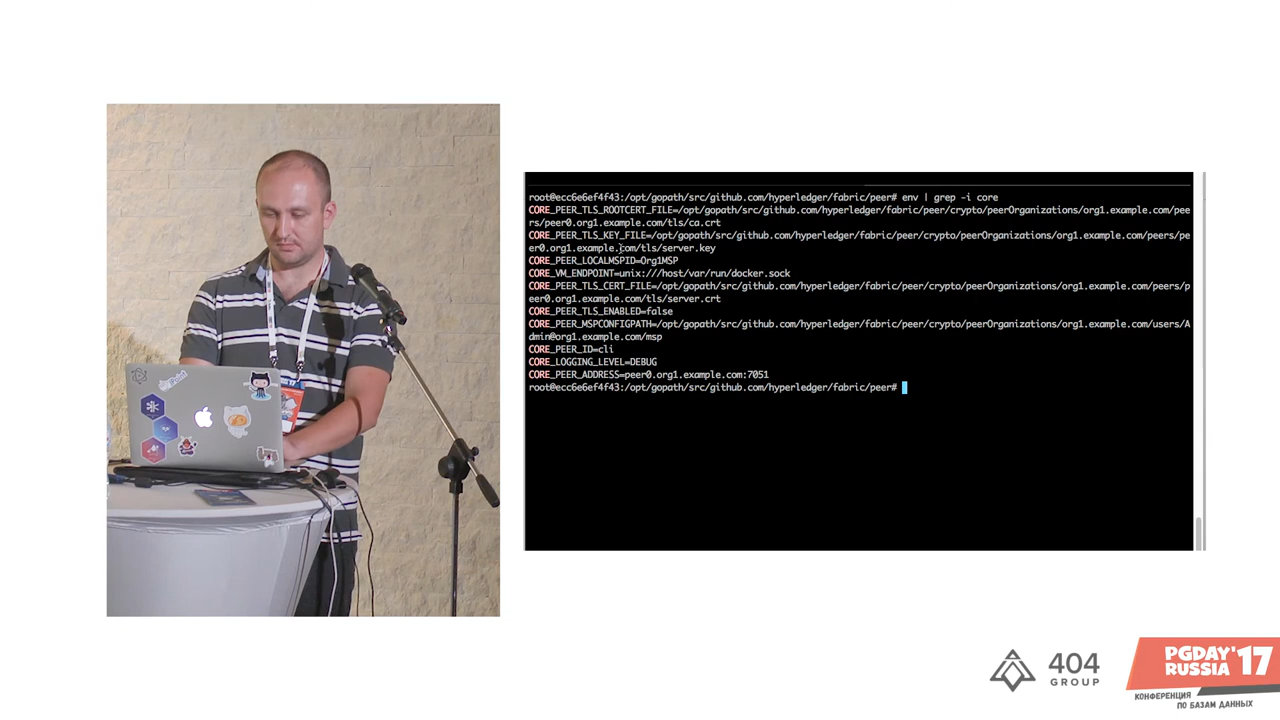 root@ecc6e6ef4f43:/opt/gopath/src/github.com/hyperledger/fabric/peer# env | grep -i core
CORE_PEER_TLS_ROOTCERT_FILE=/opt/gopath/src/github.com/hyperledger/fabric/peer/crypto/peerOrganizations/org1.example.com/pee
rs/peer0.org1.example.com/tls/ca.crt
CORE_PEER_TLS_KEY_FILE=/opt/gopath/src/github.com/hyperledger/fabric/peer/crypto/peerOrganizations/org1.example.com/peers/pe
er0.org1.example.com/tls/server.key
CORE_PEER_LOCALMSPID=Org1MSP
CORE_VM_ENDPOINT=unix:///host/var/run/docker.sock
CORE_PEER_TLS_CERT_FILE=/opt/gopath/src/github.com/hyperledger/fabric/peer/crypto/peerOrganizations/org1.example.com/peers/p
eer0.org1.example.com/tls/server.crt
CORE_PEER_TLS_ENABLED=false
CORE_PEER_MSPCONFIGPATH=/opt/gopath/src/github.com/hyperledger/fabric/peer/crypto/peerOrganizations/org1.example.com/users/A
dmin@org1.example.com/msp
CORE_PEER_ID=cli
CORE_LOGGING_LEVEL=DEBUG
CORE_PEER_ADDRESS=peer0.org1.example.com:7051
root@ecc6e6ef4f43:/opt/gopath/src/github.com/hyperledger/fabric/peer#
404
GROUP
PGDAY'17
RUSSIA
КОНФЕРЕНЦИЯ
ПО БАЗАМ ДАННЫХ